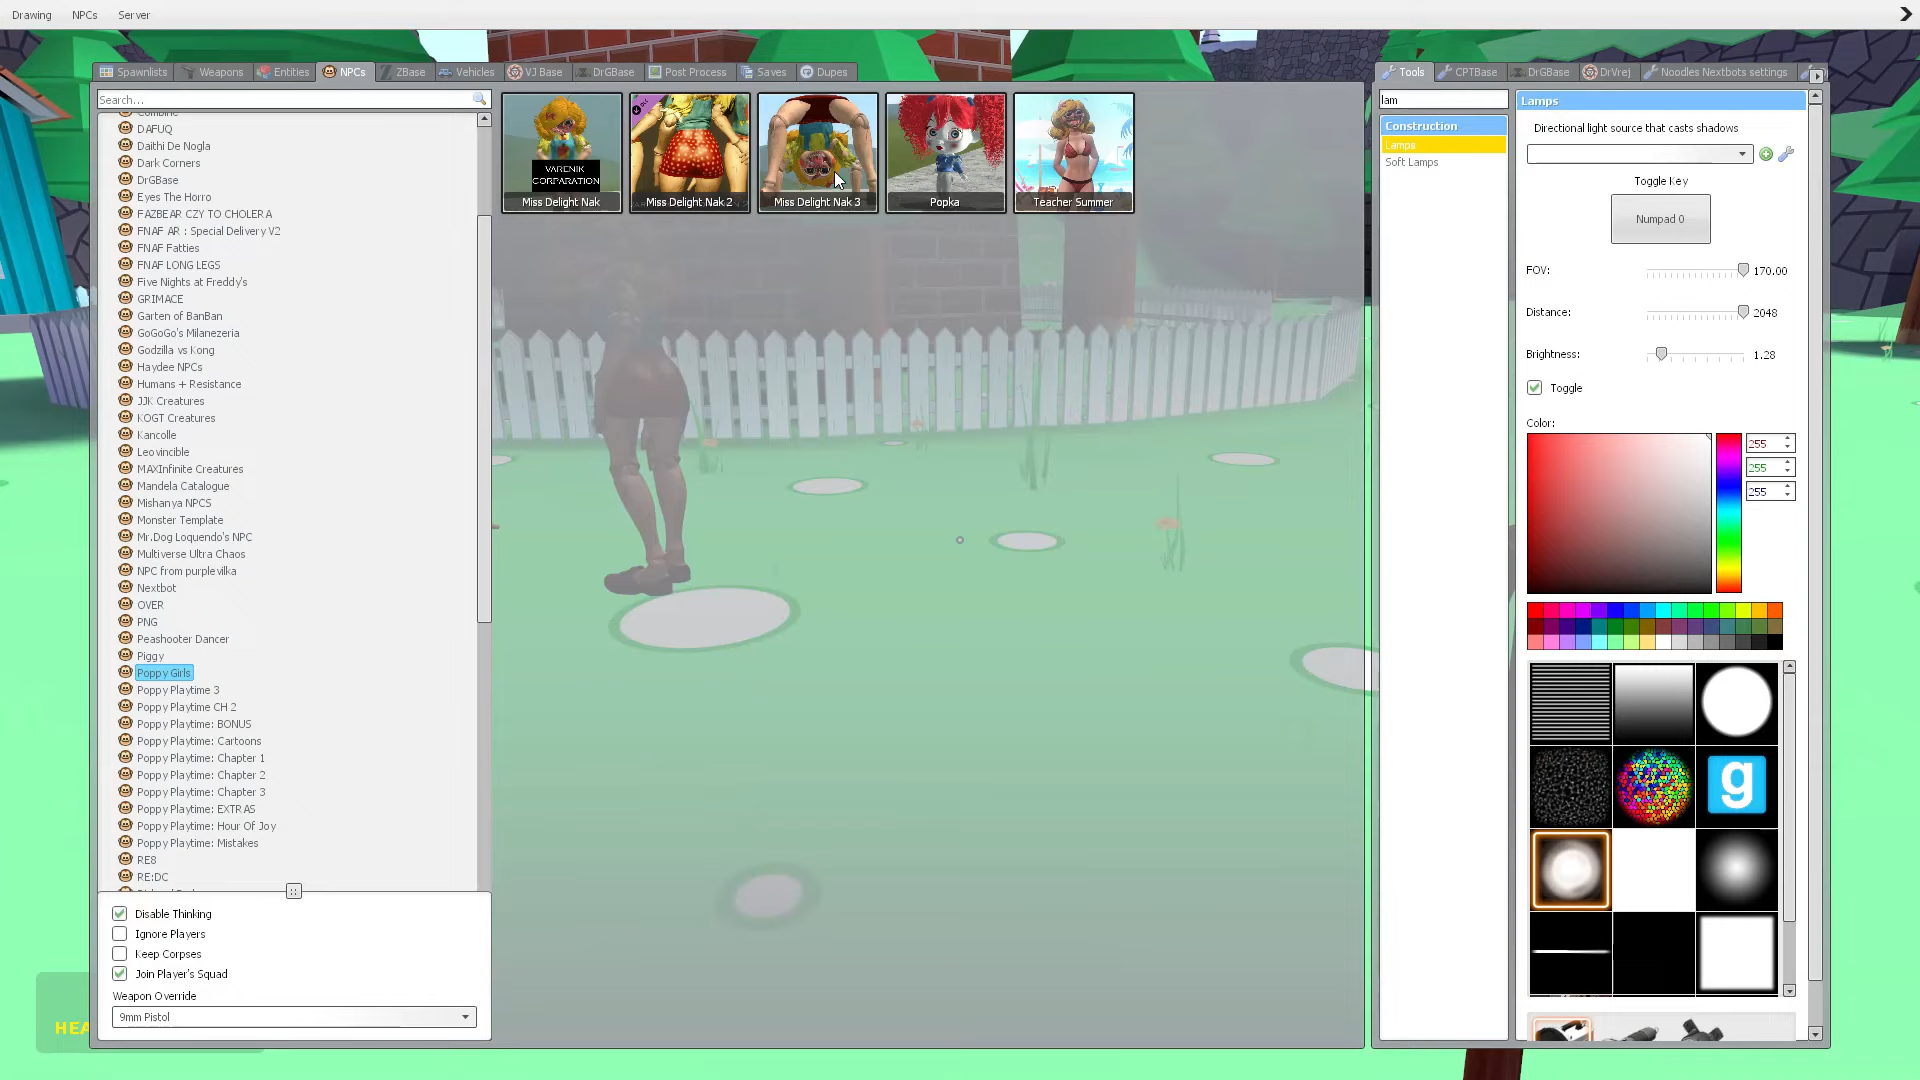 Drawing NPCs Server
Spawnlists Weapons Entities NPCs ZBase Vehicles VJ Base DrGBase Post Process Saves Dupes
Tools CPTBase DrGBase DrVrej Noodles Nextbots settings
Search...
Combine
DAFUQ
Daithi De Nogla
Dark Corners
DrGBase
Eyes The Horro
FAZBEAR CZY TO CHOLERA
FNAF AR : Special Delivery V2
FNAF Fatties
FNAF LONG LEGS
Five Nights at Freddy's
GRIMACE
Garten of BanBan
GoGoGo's Milanezeria
Godzilla vs Kong
Haydee NPCs
Humans + Resistance
JJK Creatures
KOGT Creatures
Kancolle
Leovincible
MAXInfinite Creatures
Mandela Catalogue
Mishanya NPCS
Monster Template
Mr.Dog Loquendo's NPC
Multiverse Ultra Chaos
NPC from purplevilka
Nextbot
OVER
PNG
Peashooter Dancer
Piggy
Poppy Girls
Poppy Playtime 3
Poppy Playtime CH 2
Poppy Playtime: BONUS
Poppy Playtime: Cartoons
Poppy Playtime: Chapter 1
Poppy Playtime: Chapter 2
Poppy Playtime: Chapter 3
Poppy Playtime: EXTRAS
Poppy Playtime: Hour Of Joy
Poppy Playtime: Mistakes
RE8
RE:DC
Disable Thinking
Ignore Players
Keep Corpses
Join Player's Squad
Weapon Override
9mm Pistol
HEA
VARENIK
CORPARATION
Miss Delight Nak
Miss Delight Nak 2
Miss Delight Nak 3
Popka
Teacher Summer
lam
Construction
Lamps
Soft Lamps
Lamps
Directional light source that casts shadows
Toggle Key
Numpad 0
FOV: 170.00
Distance: 2048
Brightness: 1.28
Toggle
Color:
255
255
255
g